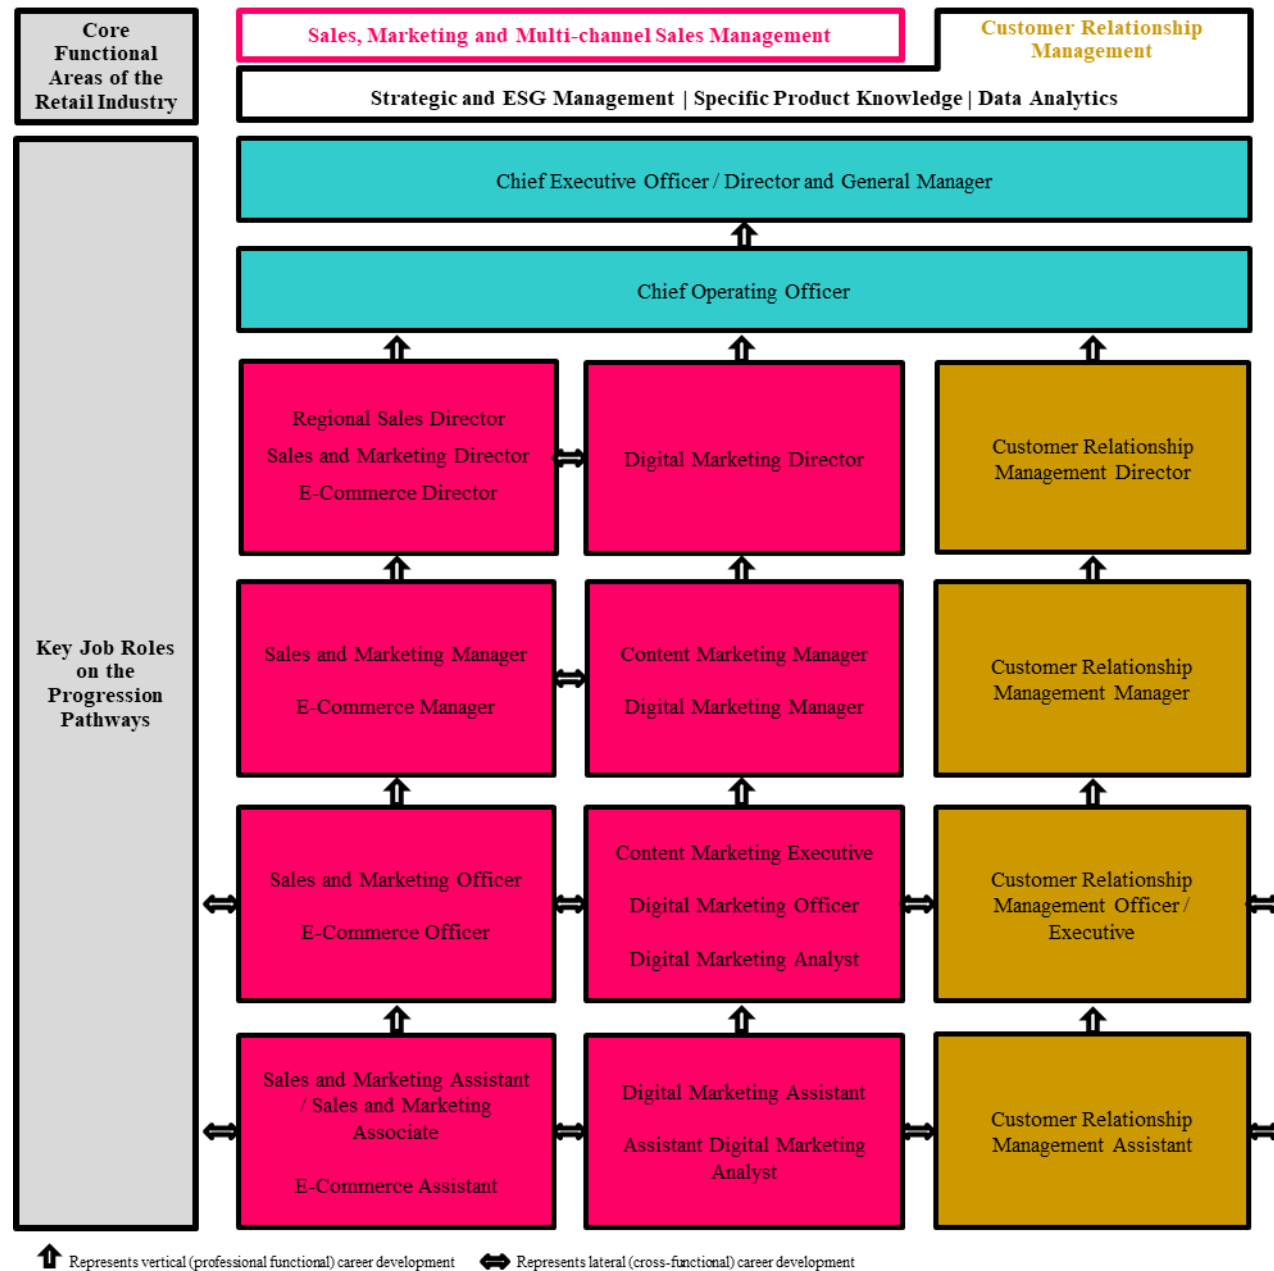 Core
Functional
Areas of the
Retail Industry
Sales, Marketing and Multi-channel Sales Management
Customer Relationship
Management
Strategic and ESG Management | Specific Product Knowledge | Data Analytics
Key Job Roles
on the
Progression
Pathways
Chief Executive Officer / Director and General Manager
Chief Operating Officer
Regional Sales Director
Sales and Marketing Director
E-Commerce Director
Digital Marketing Director
Customer Relationship
Management Director
Sales and Marketing Manager
E-Commerce Manager
Content Marketing Manager
Digital Marketing Manager
Customer Relationship
Management Manager
Sales and Marketing Officer
E-Commerce Officer
Content Marketing Executive
Digital Marketing Officer
Digital Marketing Analyst
Customer Relationship
Management Officer /
Executive
Sales and Marketing Assistant
/ Sales and Marketing
Associate
E-Commerce Assistant
Digital Marketing Assistant
Assistant Digital Marketing
Analyst
Customer Relationship
Management Assistant
Represents vertical (professional functional) career development
Represents lateral (cross-functional) career development